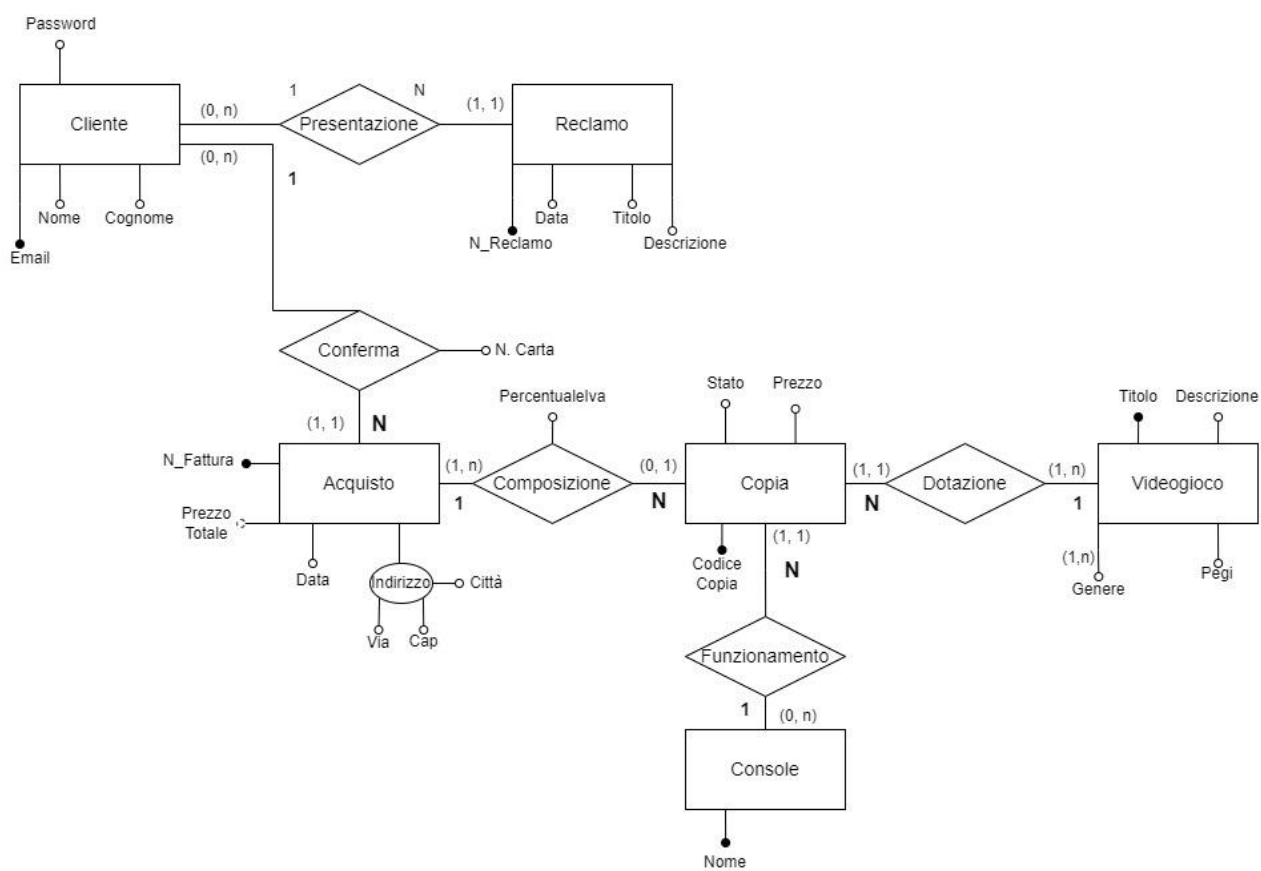 Password
(0, n)
1
N
(1, 1)
Cliente
Presentazione
Reclamo
(0, n)
1
Nome
Cognome
Data
Titolo
Email
N_Reclamo
Descrizione
Conferma
N. Carta
Stato
Prezzo
PercentualeIva
Titolo
Descrizione
(1, 1)
N
N_Fattura
(1, n)
(0, 1)
(1, 1)
(1, n)
Acquisto
Composizione
Copia
Dotazione
Videogioco
1
N
N
1
Prezzo
Totale
(1, 1)
Data
Indirizzo
Città
Codice
Copia
N
(1,n)
Genere
Pegi
Via
Cap
Funzionamento
1
(0, n)
Console
Nome